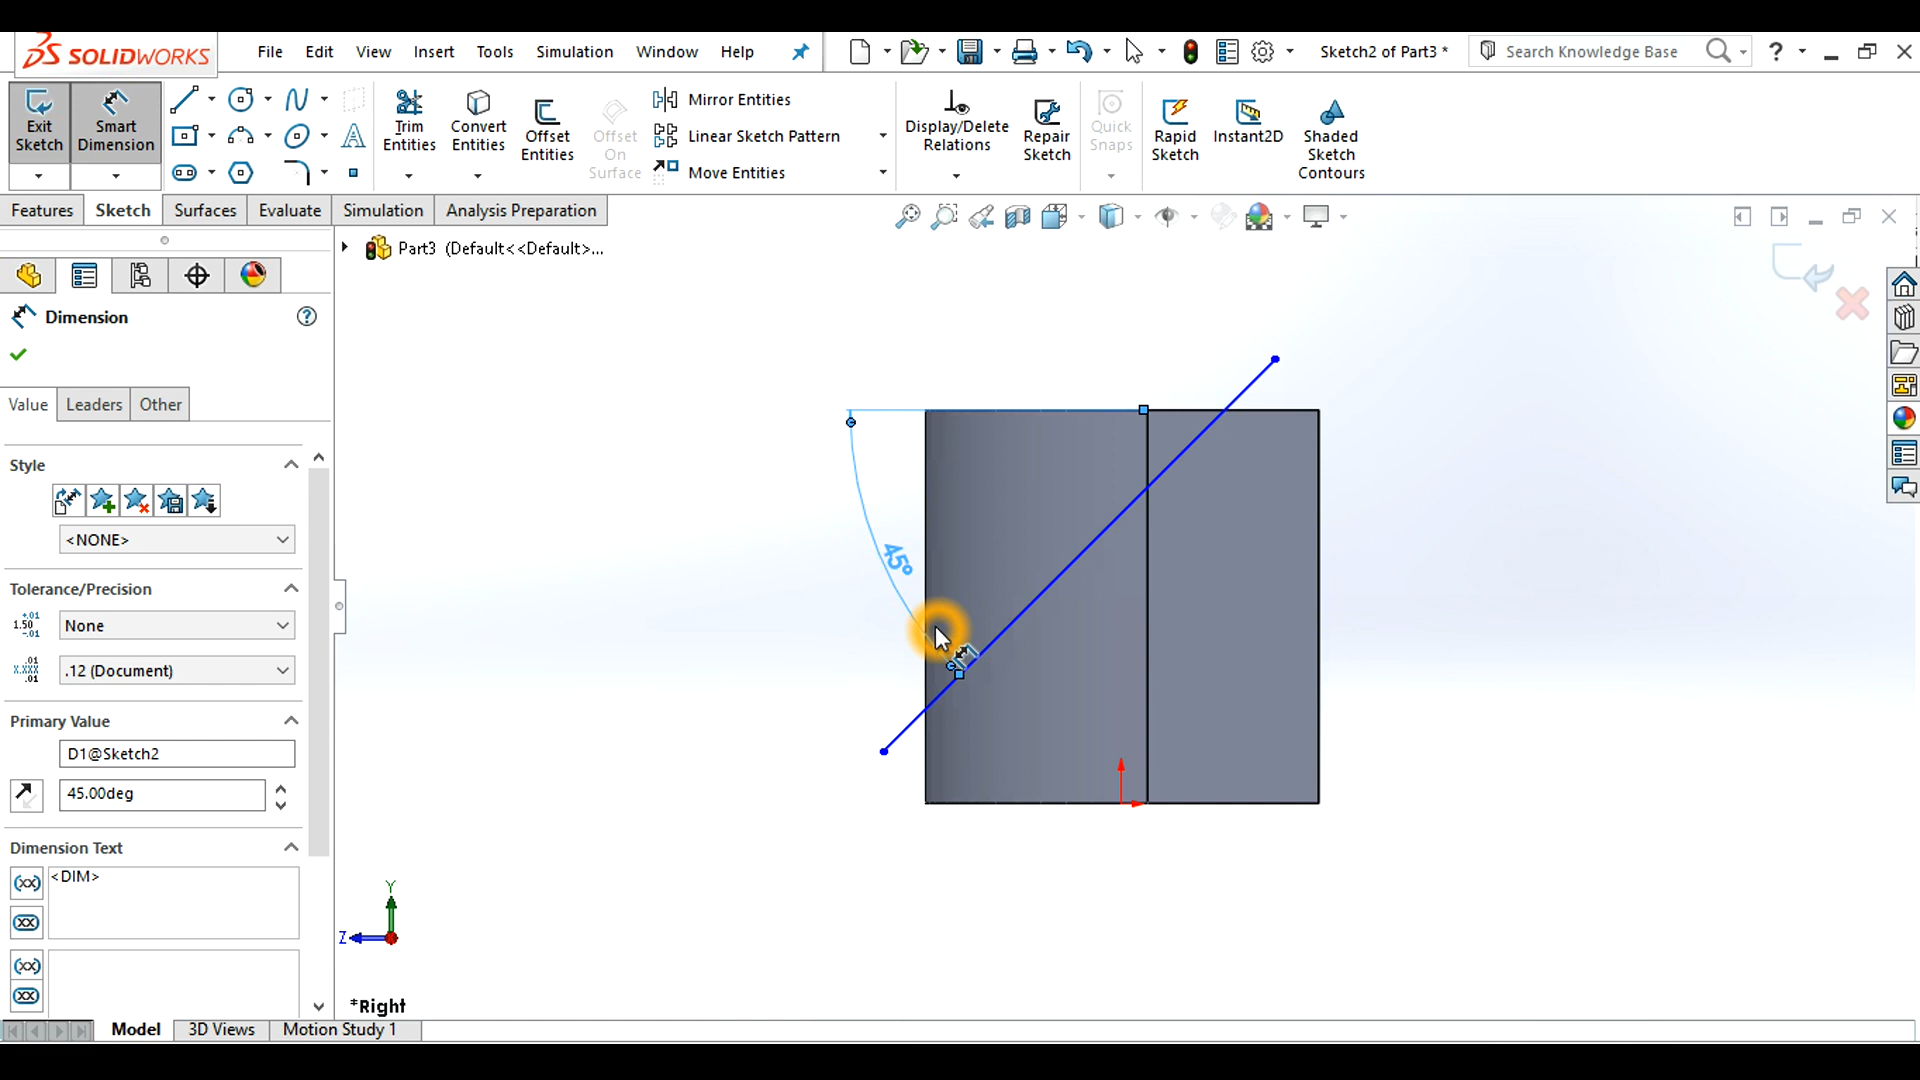 SOLIDWORKS File Edit View Insert Tools Simulation Window Help Sketch2 of Part3 * Search Knowledge Base ?
Exit Sketch
Smart Dimension
Trim Entities
Convert Entities
Offset Entities
Offset On Surface
Mirror Entities
Linear Sketch Pattern
Move Entities
Display/Delete Relations
Repair Sketch
Quick Snaps
Rapid Sketch
Instant2D
Shaded Sketch Contours
Features Sketch Surfaces Evaluate Simulation Analysis Preparation
Part3 (Default<<Default>...
Dimension
Value Leaders Other
Style
<NONE>
Tolerance/Precision
None
.12 (Document)
Primary Value
D1@Sketch2
45.00deg
Dimension Text
<DIM>
(xx)
xx
(xx)
xx
45°
Y
Z
*Right
Model 3D Views Motion Study 1